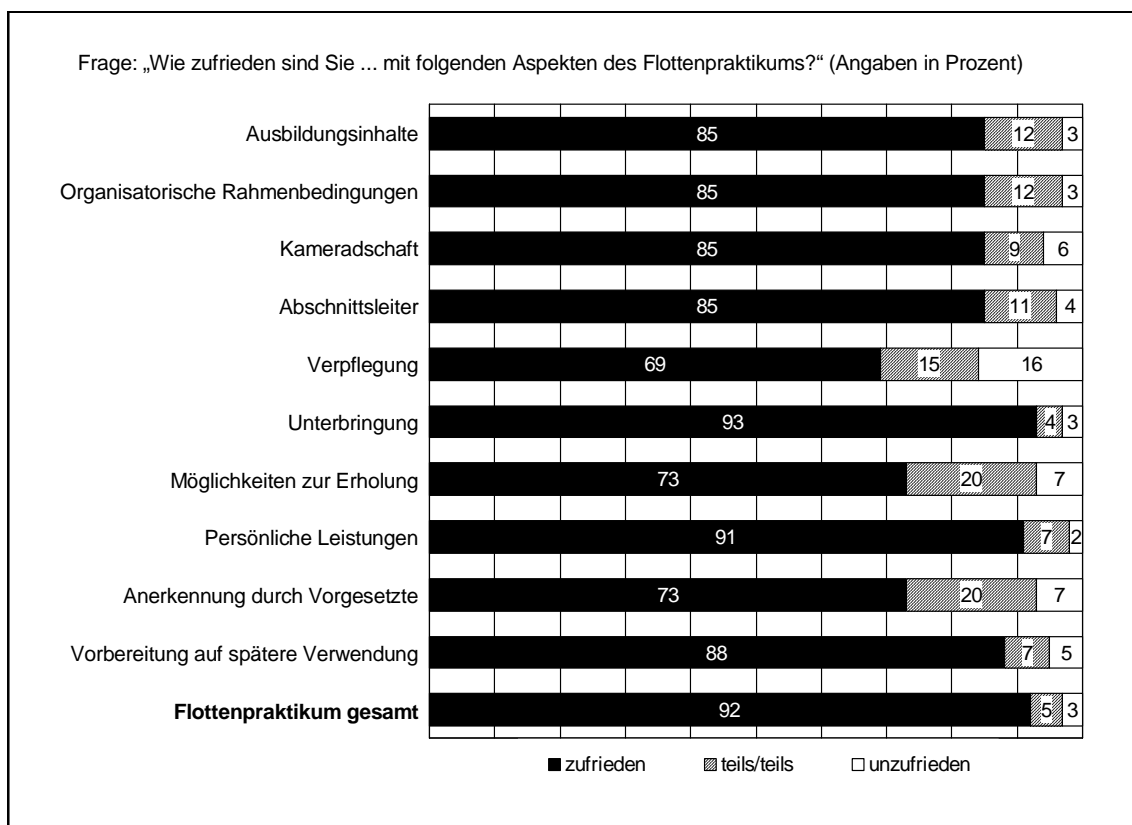 Frage: „Wie zufrieden sind Sie ... mit folgenden Aspekten des Flottenpraktikums?“ (Angaben in Prozent)
Ausbildungsinhalte 85 12 3
Organisatorische Rahmenbedingungen 85 12 3
Kameradschaft 85 9 6
Abschnittsleiter 85 11 4
Verpflegung 69 15 16
Unterbringung 93 4 3
Möglichkeiten zur Erholung 73 20 7
Persönliche Leistungen 91 7 2
Anerkennung durch Vorgesetzte 73 20 7
Vorbereitung auf spätere Verwendung 88 7 5
Flottenpraktikum gesamt 92 5 3
zufrieden teils/teils unzufrieden